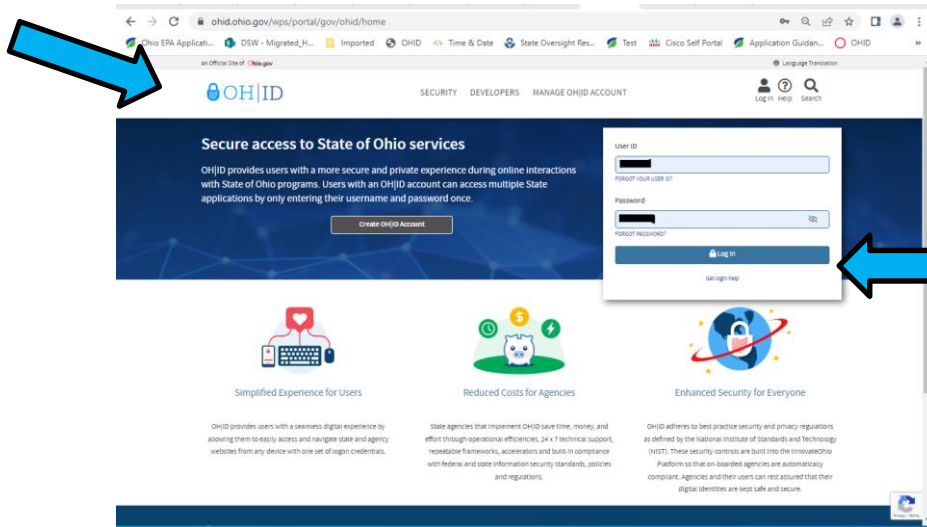 ohid.ohio.gov/wps/portal/gov/ohid/home
Ohio EPA Applicati... DSW - Migrated_H... Imported OHID Time & Date State Oversight Res... Test Cisco Self Portal Application Guidan... OHID »
An Official Site of Ohio.gov Language Translation
OH|ID SECURITY DEVELOPERS MANAGE OH|ID ACCOUNT Log in Help Search
Secure access to State of Ohio services
OH|ID provides users with a more secure and private experience during online interactions
with State of Ohio programs. Users with an OH|ID account can access multiple State
applications by only entering their username and password once.
Create OH|ID Account
User ID
FORGOT YOUR USER ID?
Password
FORGOT PASSWORD?
Log in
Get login help
Simplified Experience for Users
OH|ID provides users with a seamless digital experience by
allowing them to easily access and navigate state and agency
websites from any device with one set of logon credentials.
Reduced Costs for Agencies
State agencies that implement OH|ID save time, money, and
effort through operational efficiencies, 24 x 7 technical support,
repeatable frameworks, accelerators and built-in compliance
with federal and state information security standards, policies
and regulations.
Enhanced Security for Everyone
OH|ID adheres to best practice security and privacy regulations
as defined by the National Institute of Standards and Technology
(NIST). These security controls are built into the InnovateOhio
Platform so that on-boarded agencies are automatically
compliant. Agencies and their users can rest assured that their
digital identities are kept safe and secure.
Privacy - Terms